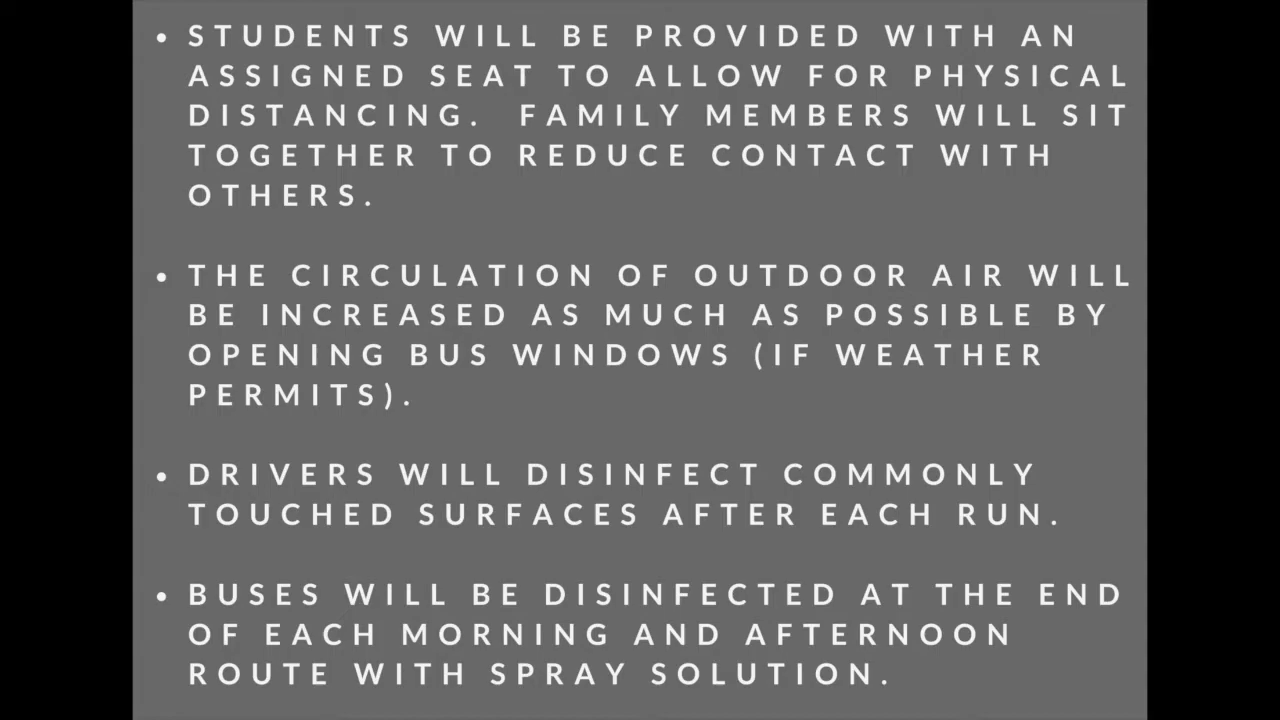 • STUDENTS WILL BE PROVIDED WITH AN
ASSIGNED SEAT TO ALLOW FOR PHYSICAL
DISTANCING.  FAMILY MEMBERS WILL SIT
TOGETHER TO REDUCE CONTACT WITH
OTHERS.
• THE CIRCULATION OF OUTDOOR AIR WILL
BE INCREASED AS MUCH AS POSSIBLE BY
OPENING BUS WINDOWS (IF WEATHER
PERMITS).
• DRIVERS WILL DISINFECT COMMONLY
TOUCHED SURFACES AFTER EACH RUN.
• BUSES WILL BE DISINFECTED AT THE END
OF EACH MORNING AND AFTERNOON
ROUTE WITH SPRAY SOLUTION.